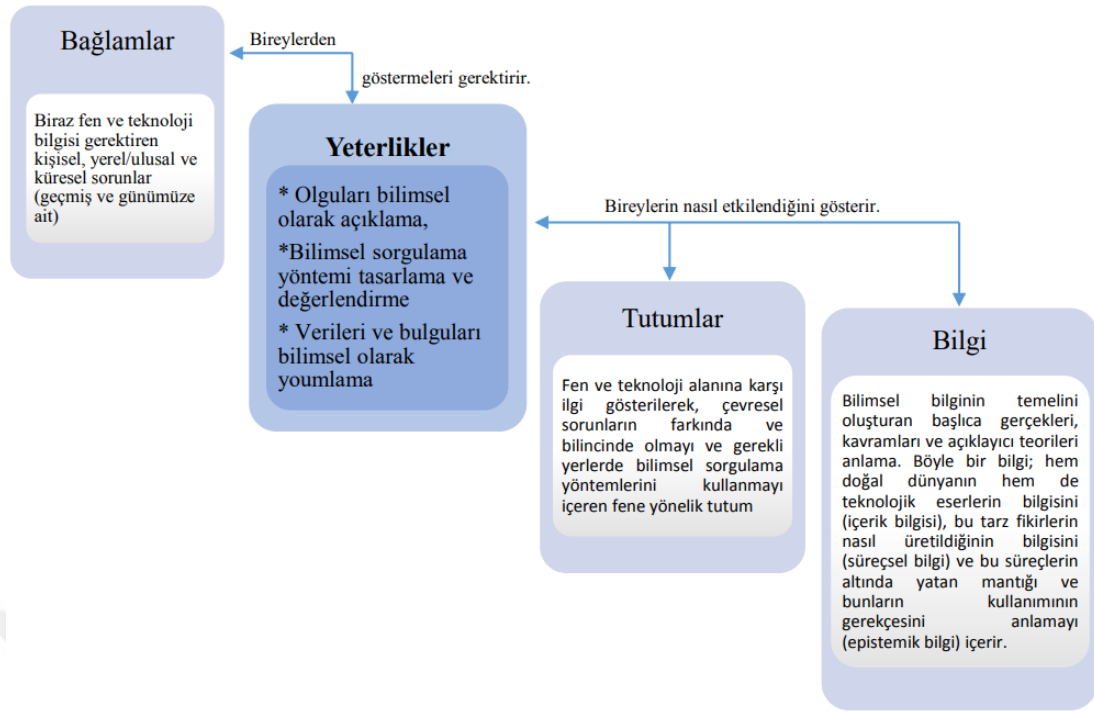 Bağlamlar
Biraz fen ve teknoloji
bilgisi gerektiren
kişisel, yerel/ulusal ve
küresel sorunlar
(geçmiş ve günümüze
ait)
Bireylerden
göstermeleri gerektirir.
Yeterlikler
* Olguları bilimsel
olarak açıklama,
*Bilimsel sorgulama
yöntemi tasarlama ve
değerlendirme
* Verileri ve bulguları
bilimsel olarak
youmlama
Bireylerin nasıl etkilendiğini gösterir.
Tutumlar
Fen ve teknoloji alanına karşı
ilgi gösterilerek, çevresel
sorunların farkında ve
bilincinde olmayı ve gerekli
yerlerde bilimsel sorgulama
yöntemlerini kullanmayı
içeren fene yönelik tutum
Bilgi
Bilimsel bilginin temelini
oluşturan başlıca gerçekleri,
kavramları ve açıklayıcı teorileri
anlama. Böyle bir bilgi; hem
doğal dünyanın hem de
teknolojik eserlerin bilgisini
(içerik bilgisi), bu tarz fikirlerin
nasıl üretildiğinin bilgisini
(süreçsel bilgi) ve bu süreçlerin
altında yatan mantığı ve
bunların kullanımının
gerekçesini anlamayı
(epistemik bilgi) içerir.